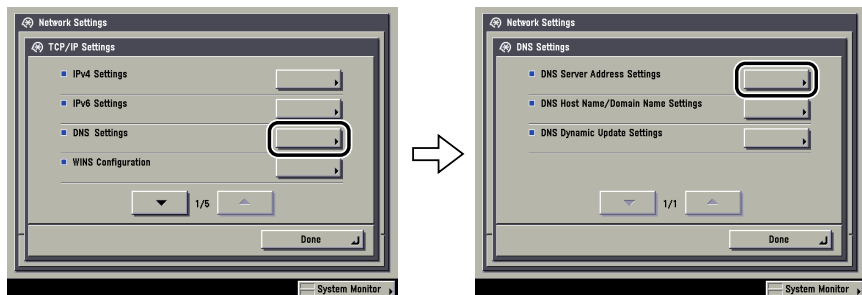 Network Settings
TCP/IP Settings
IPv4 Settings
IPv6 Settings
DNS Settings
WINS Configuration
1/5
Done
System Monitor
Network Settings
DNS Settings
DNS Server Address Settings
DNS Host Name/Domain Name Settings
DNS Dynamic Update Settings
1/1
Done
System Monitor